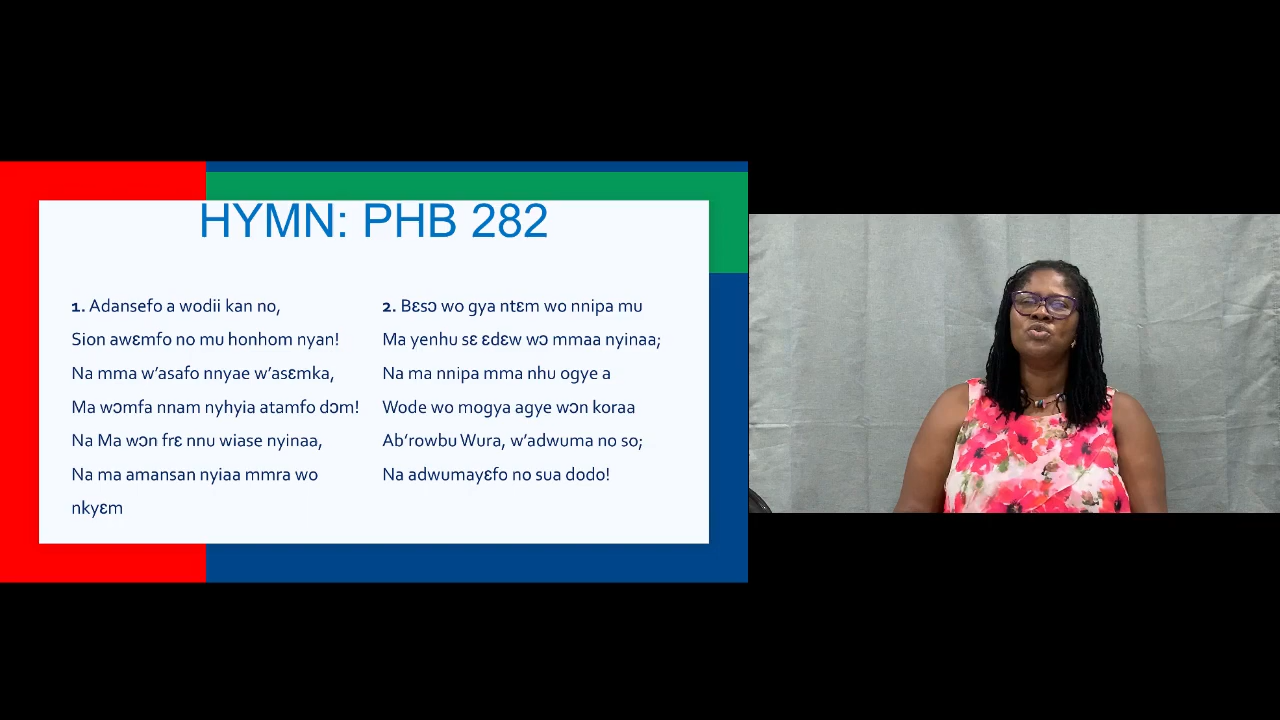 HYMN: PHB 282
1. Adansefo a wodii kan no,
Sion awɛmfo no mu honhom nyan!
Na mma w’asafo nnyae w’asɛmka,
Ma wɔmfa nnam nyhyia atamfo dɔm!
Na Ma wɔn frɛ nnu wiase nyinaa,
Na ma amansan nyiaa mmra wo
nkyɛm
2. Bɛsɔ wo gya ntɛm wo nnipa mu
Ma yenhu sɛ ɛdɛw wɔ mmaa nyinaa;
Na ma nnipa mma nhu ogye a
Wode wo mogya agye wɔn koraa
Ab’rowbu Wura, w’adwuma no so;
Na adwumayɛfo no sua dodo!